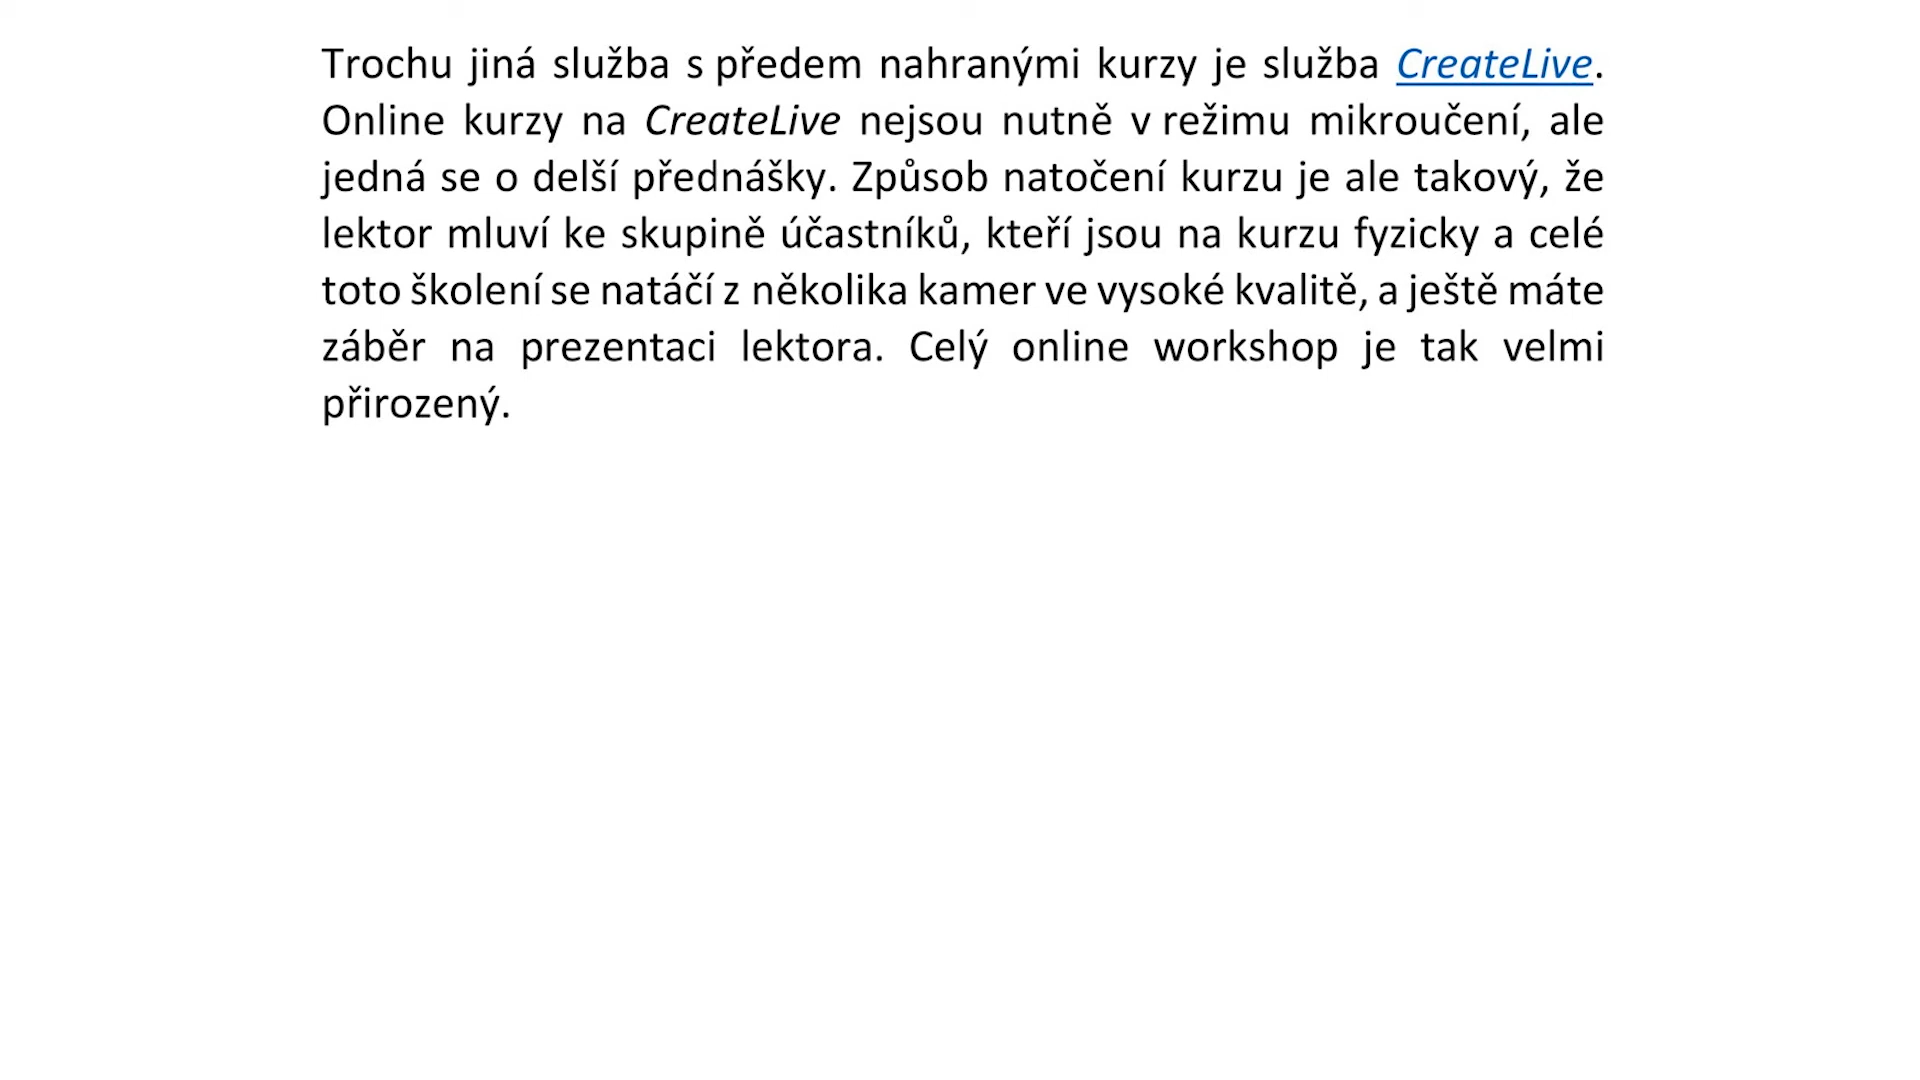 Trochu jiná služba s předem nahranými kurzy je služba CreateLive.
Online kurzy na CreateLive nejsou nutně v režimu mikroučení, ale
jedná se o delší přednášky. Způsob natočení kurzu je ale takový, že
lektor mluví ke skupině účastníků, kteří jsou na kurzu fyzicky a celé
toto školení se natáčí z několika kamer ve vysoké kvalitě, a ještě máte
záběr na prezentaci lektora. Celý online workshop je tak velmi
přirozený.